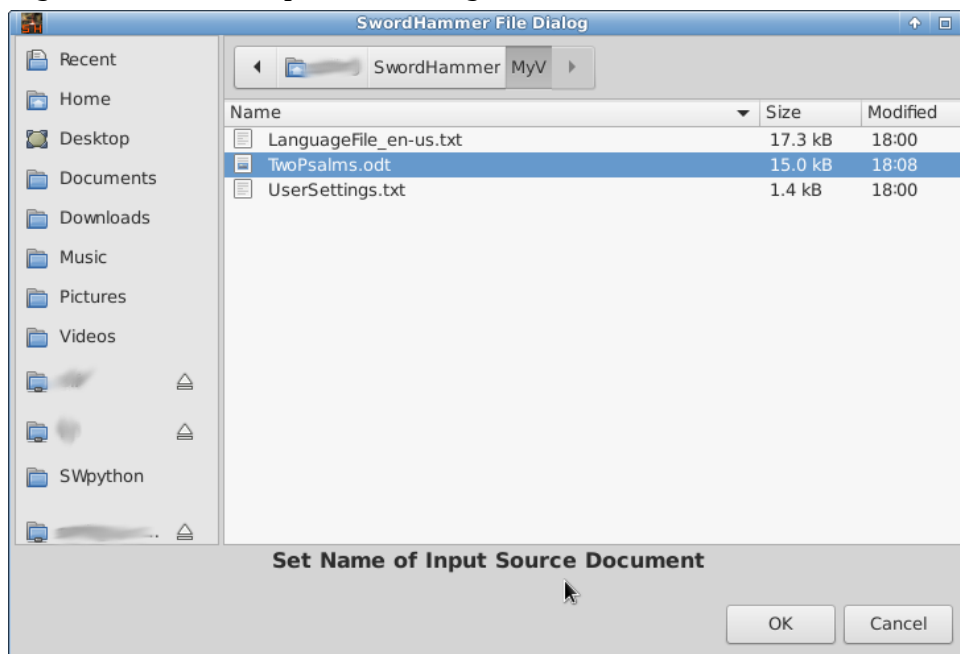 SwordHammer File Dialog
Recent
Home
Desktop
Documents
Downloads
Music
Pictures
Videos
SWpython
SwordHammer MyV
Name Size Modified
LanguageFile_en-us.txt 17.3 kB 18:00
TwoPsalms.odt 15.0 kB 18:08
UserSettings.txt 1.4 kB 18:00
Set Name of Input Source Document
OK Cancel